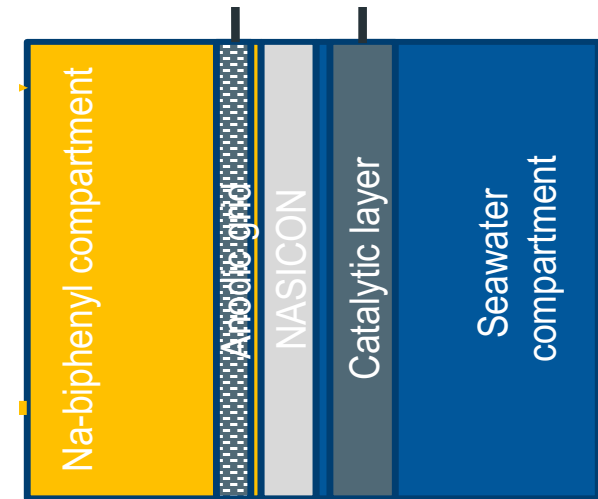 Na-biphenyl compartment
Anodic grid
NASICON
Catalytic layer
Seawater
compartment